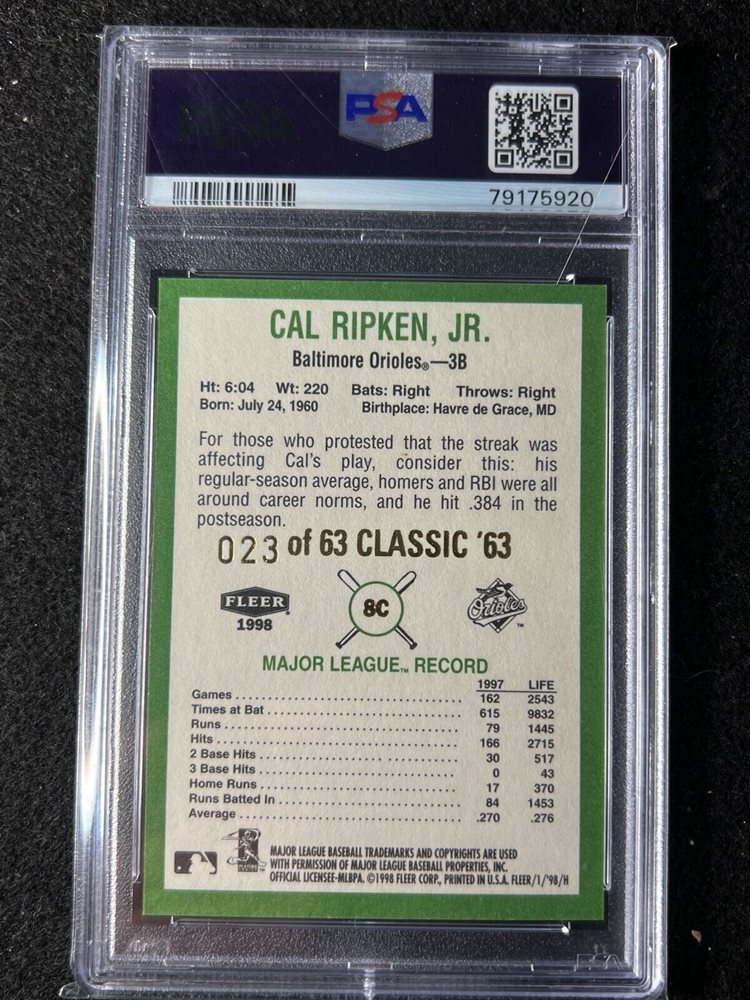 PSA
79175920
CAL RIPKEN, JR.
Baltimore Orioles®—3B
Ht: 6:04 Wt: 220 Bats: Right Throws: Right
Born: July 24, 1960 Birthplace: Havre de Grace, MD
For those who protested that the streak was
affecting Cal's play, consider this: his
regular-season average, homers and RBI were all
around career norms, and he hit .384 in the
postseason.
023 of 63 CLASSIC '63
FLEER
1998
8C
Orioles™
MAJOR LEAGUE™ RECORD
1997 LIFE
Games 162 2543
Times at Bat 615 9832
Runs 79 1445
Hits 166 2715
2 Base Hits 30 517
3 Base Hits 0 43
Home Runs 17 370
Runs Batted In 84 1453
Average .270 .276
MAJOR LEAGUE BASEBALL TRADEMARKS AND COPYRIGHTS ARE USED
WITH PERMISSION OF MAJOR LEAGUE BASEBALL PROPERTIES, INC.
OFFICIAL LICENSEE-MLBPA. ©1998 FLEER CORP., PRINTED IN U.S.A. FLEER/1/'98/H
PSA